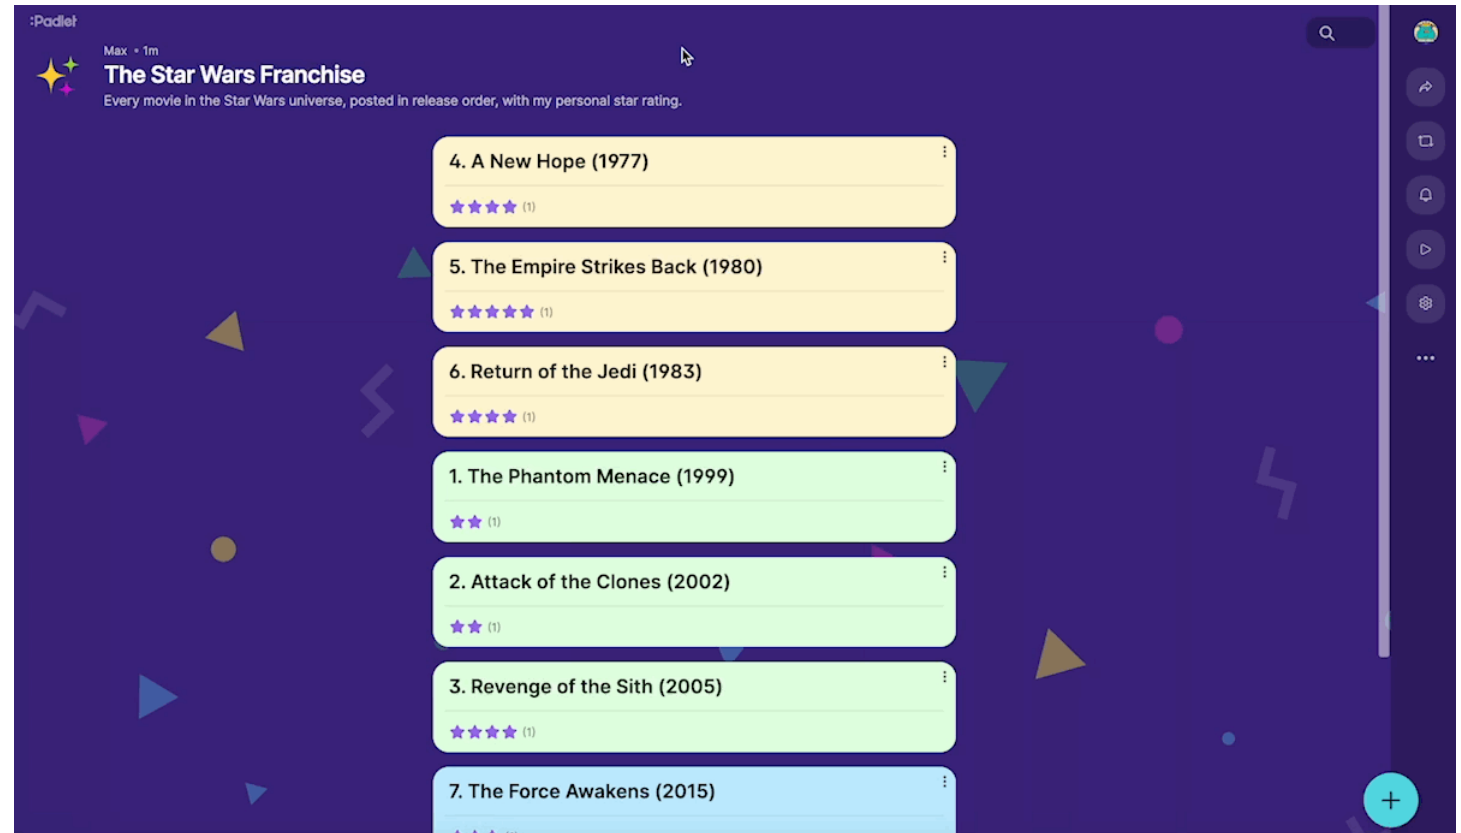 :Padlet
Max • 1m
The Star Wars Franchise
Every movie in the Star Wars universe, posted in release order, with my personal star rating.
4. A New Hope (1977)
(1)
5. The Empire Strikes Back (1980)
(1)
6. Return of the Jedi (1983)
(1)
1. The Phantom Menace (1999)
(1)
2. Attack of the Clones (2002)
(1)
3. Revenge of the Sith (2005)
(1)
7. The Force Awakens (2015)